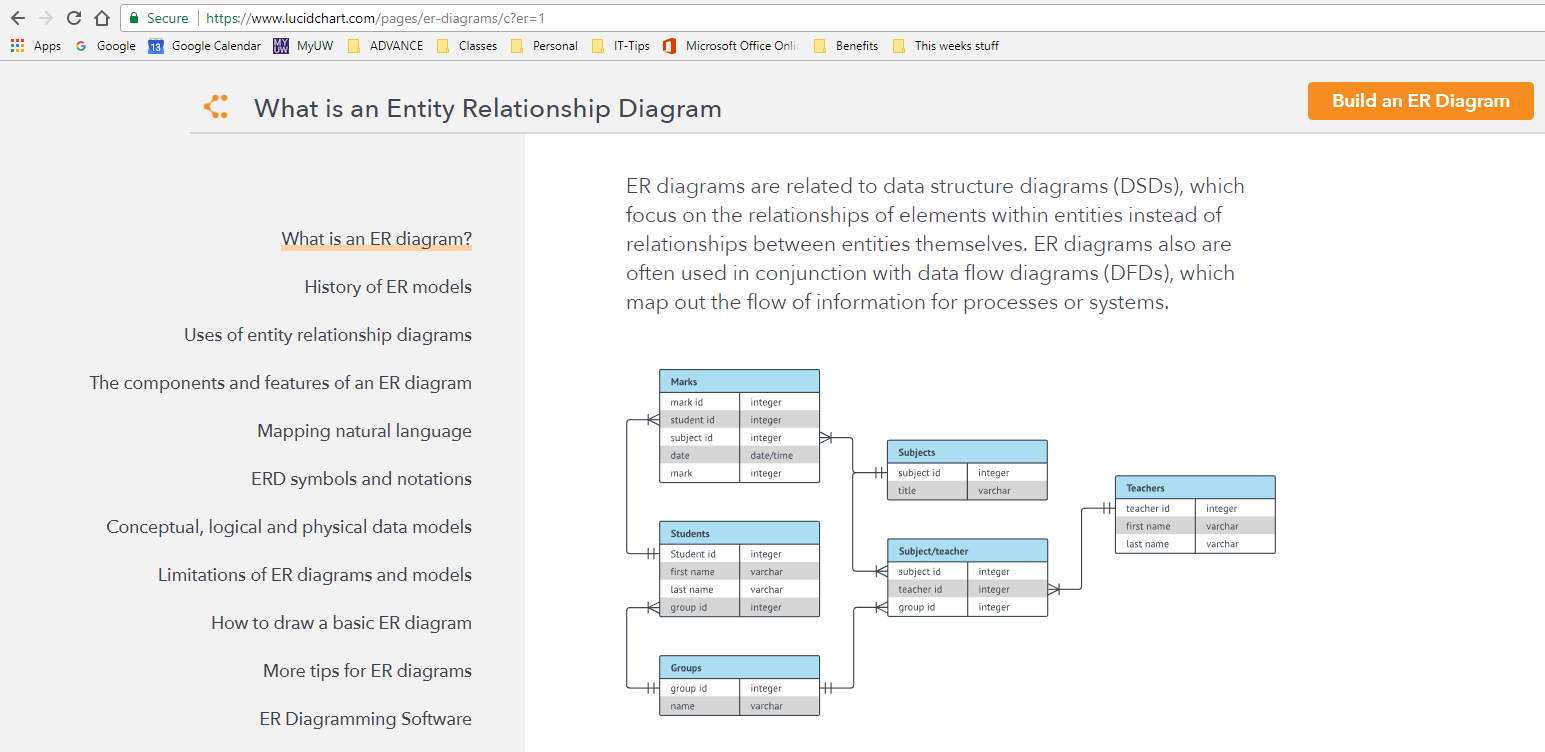 Secure https://www.lucidchart.com/pages/er-diagrams/c?er=1
Apps Google 13 Google Calendar MY UW MyUW ADVANCE Classes Personal IT-Tips Microsoft Office Onli Benefits This weeks stuff
What is an Entity Relationship Diagram
Build an ER Diagram
What is an ER diagram?
History of ER models
Uses of entity relationship diagrams
The components and features of an ER diagram
Mapping natural language
ERD symbols and notations
Conceptual, logical and physical data models
Limitations of ER diagrams and models
How to draw a basic ER diagram
More tips for ER diagrams
ER Diagramming Software
ER diagrams are related to data structure diagrams (DSDs), which
focus on the relationships of elements within entities instead of
relationships between entities themselves. ER diagrams also are
often used in conjunction with data flow diagrams (DFDs), which
map out the flow of information for processes or systems.
Marks
mark id integer
student id integer
subject id integer
date date/time
mark integer
Students
Student id integer
first name varchar
last name varchar
group id integer
Groups
group id integer
name varchar
Subjects
subject id integer
title varchar
Subject/teacher
subject id integer
teacher id integer
group id integer
Teachers
teacher id integer
first name varchar
last name varchar